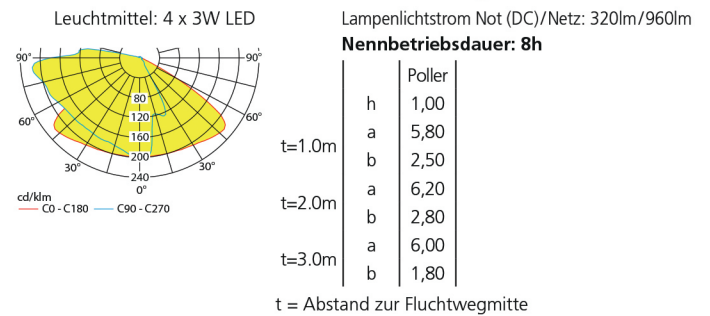 Leuchtmittel: 4 x 3W LED
90° 90°
80
120
60° 60°
160
200
30° 30°
240
0°
cd/klm
C0 - C180 C90 - C270
Lampenlichtstrom Not (DC)/Netz: 320lm/960lm
Nennbetriebsdauer: 8h
Poller
h 1,00
t=1.0m a 5,80
b 2,50
t=2.0m a 6,20
b 2,80
t=3.0m a 6,00
b 1,80
t = Abstand zur Fluchtwegmitte